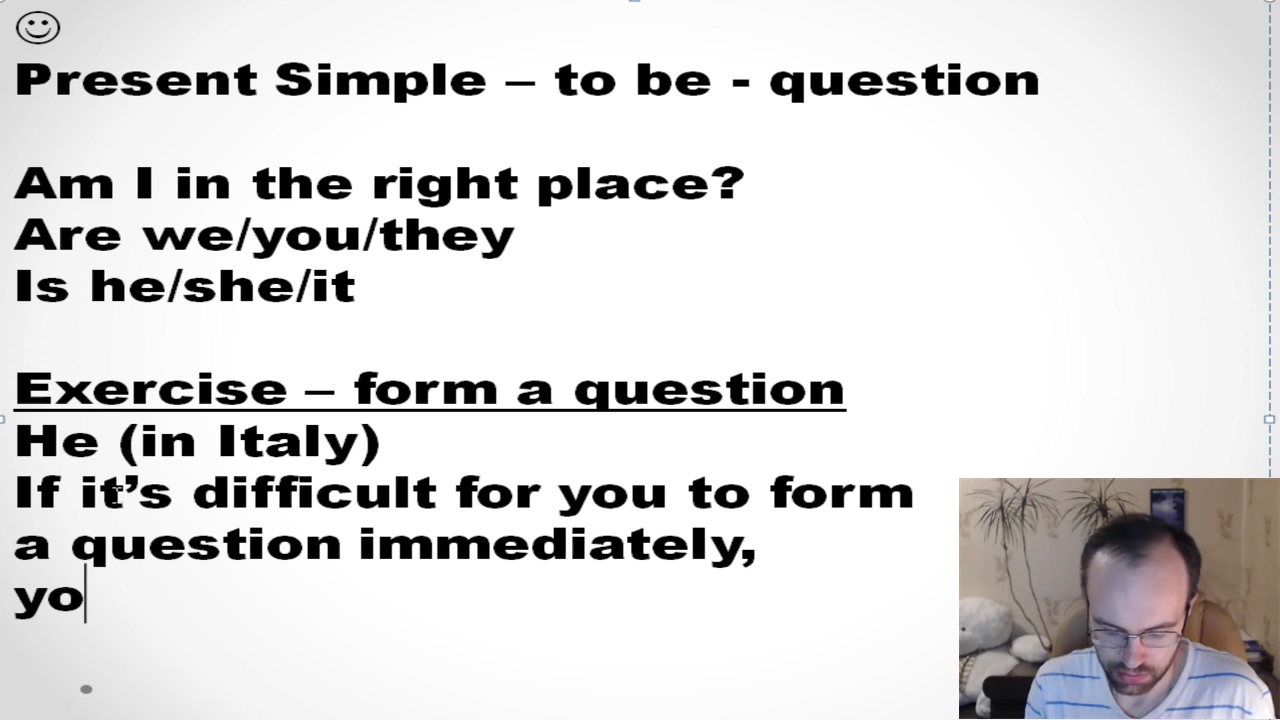 Present Simple – to be - question
Am I in the right place?
Are we/you/they
Is he/she/it
Exercise – form a question
He (in Italy)
If it’s difficult for you to form
a question immediately,
yo